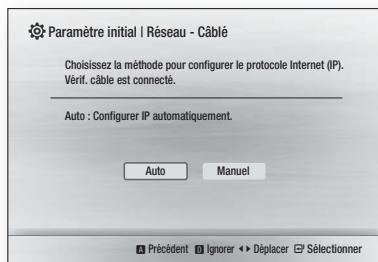 Paramètre initial | Réseau - Câblé
Choisissez la méthode pour configurer le protocole Internet (IP).
Vérif. câble est connecté.
Auto : Configurer IP automatiquement.
Auto Manuel
A Précédent D Ignorer Déplacer Sélectionner